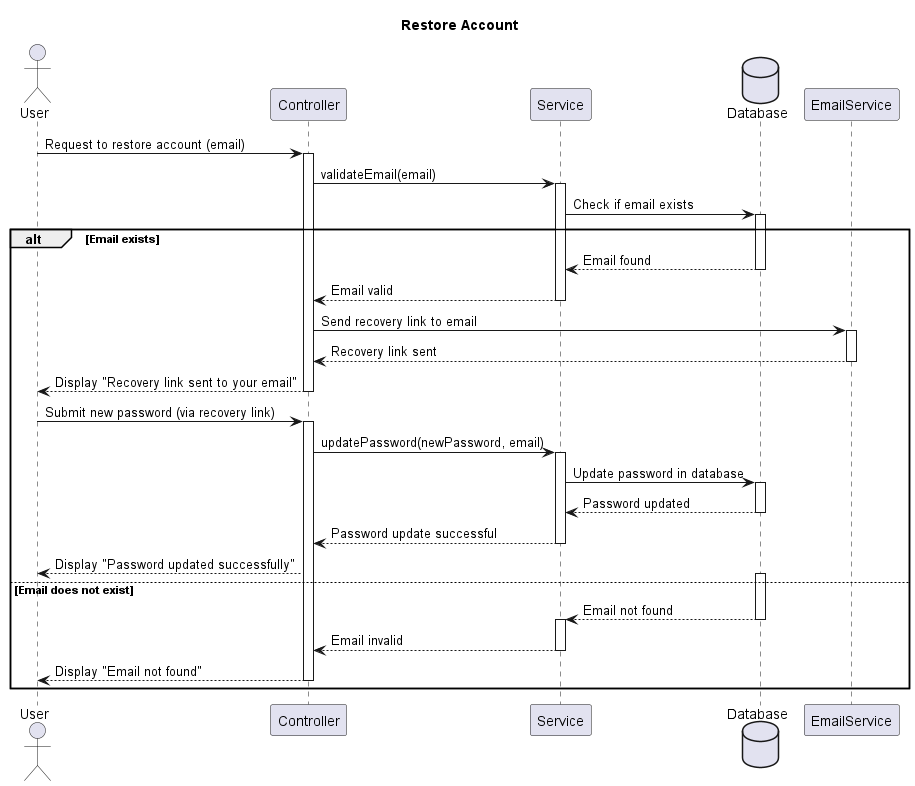 Restore Account
User
Controller
Service
Database
EmailService
Request to restore account (email)
validateEmail(email)
Check if email exists
alt
[Email exists]
Email found
Email valid
Send recovery link to email
Recovery link sent
Display "Recovery link sent to your email"
Submit new password (via recovery link)
updatePassword(newPassword, email)
Update password in database
Password updated
Password update successful
Display "Password updated successfully"
[Email does not exist]
Email not found
Email invalid
Display "Email not found"
User
Controller
Service
Database
EmailService